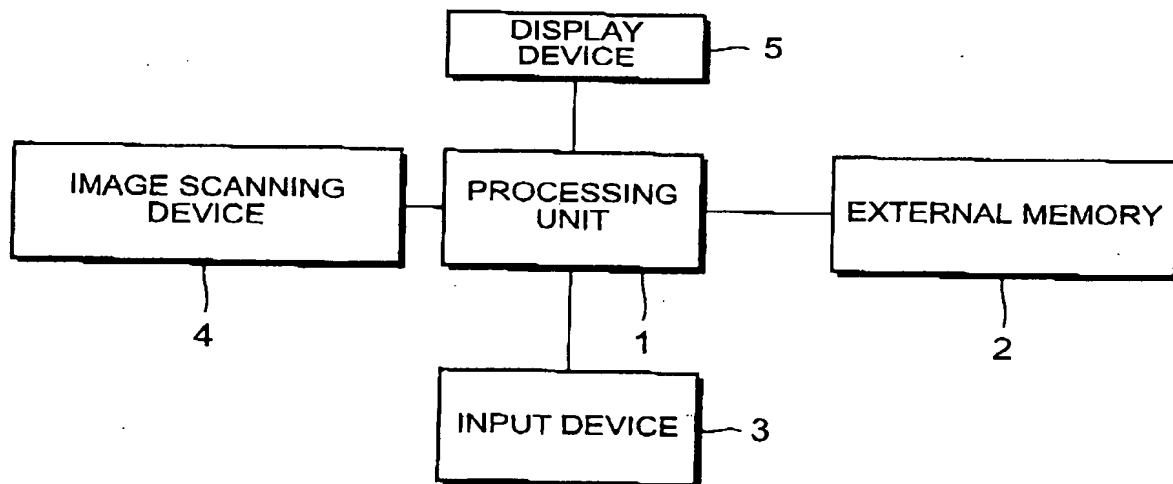 DISPLAY
DEVICE
5
IMAGE SCANNING
DEVICE
4
PROCESSING
UNIT
1
EXTERNAL MEMORY
2
INPUT DEVICE
3